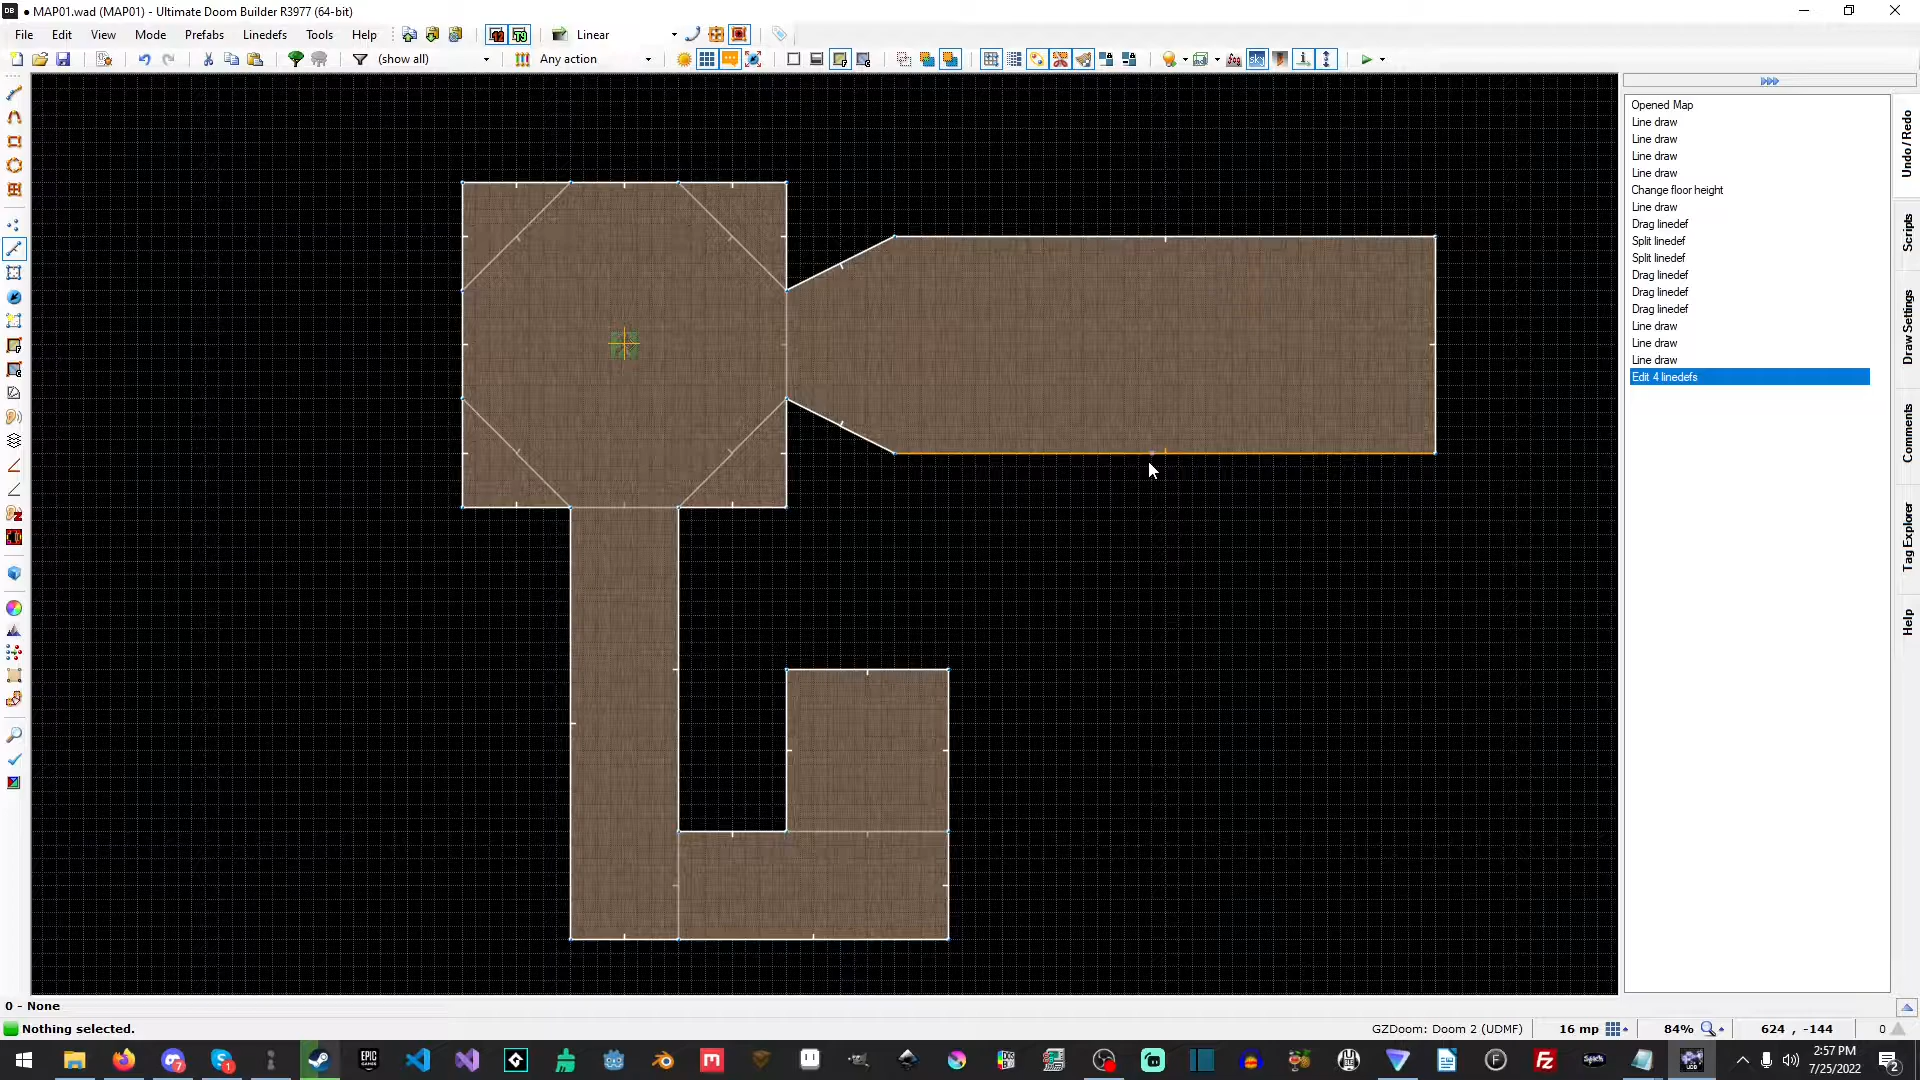 MAP01.wad (MAP01) - Ultimate Doom Builder R3977 (64-bit)
File Edit View Mode Prefabs Linedefs Tools Help
Linear
(show all)
Any action
Opened Map
Line draw
Line draw
Line draw
Line draw
Change floor height
Line draw
Drag linedef
Split linedef
Split linedef
Drag linedef
Drag linedef
Drag linedef
Line draw
Line draw
Line draw
Edit 4 linedefs
Undo / Redo
Scripts
Draw Settings
Comments
Tag Explorer
Help
0 - None
Nothing selected.
GZDoom: Doom 2 (UDMF)
16 mp
84%
624 , -144
0
EPIC GAMES
2:57 PM
7/25/2022